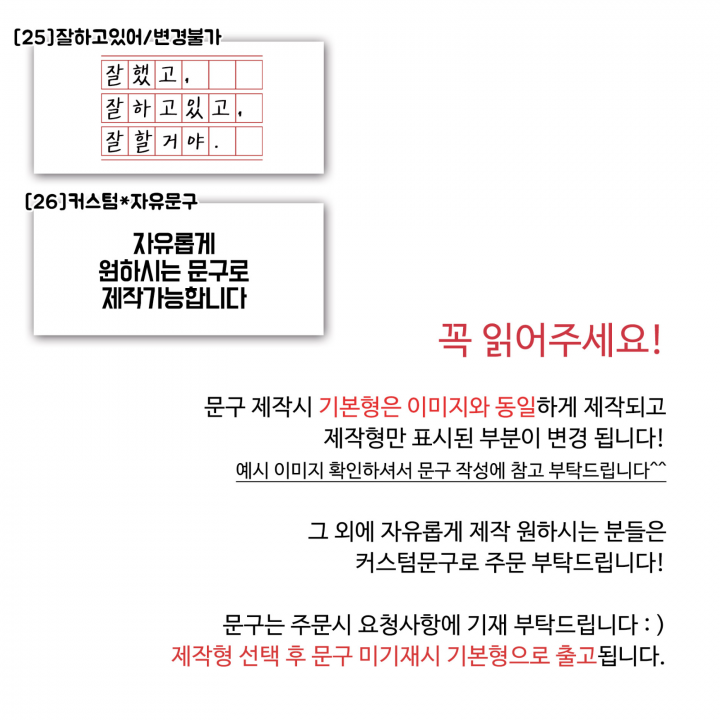 [25]잘하고있어/변경불가
잘했고,
잘하고있고,
잘할거야.
[26]커스텀*자유문구
자유롭게
원하시는 문구로
제작가능합니다
꼭 읽어주세요!
문구 제작시 기본형은 이미지와 동일하게 제작되고
제작형만 표시된 부분이 변경 됩니다!
예시 이미지 확인하셔서 문구 작성에 참고 부탁드립니다^^
그 외에 자유롭게 제작 원하시는 분들은
커스텀문구로 주문 부탁드립니다!
문구는 주문시 요청사항에 기재 부탁드립니다 : )
제작형 선택 후 문구 미기재시 기본형으로 출고됩니다.